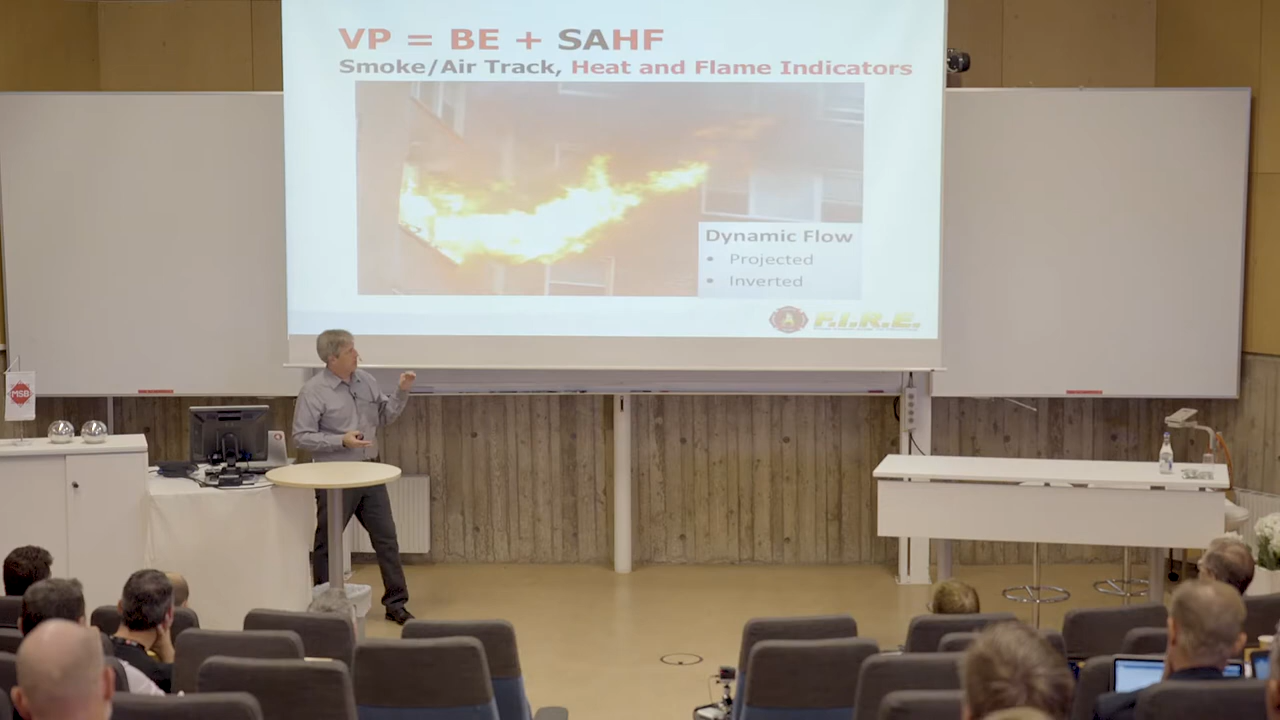 VP = BE + SAHF
Smoke/Air Track, Heat and Flame Indicators
Dynamic Flow
• Projected
• Inverted
F.I.R.E.
MSB